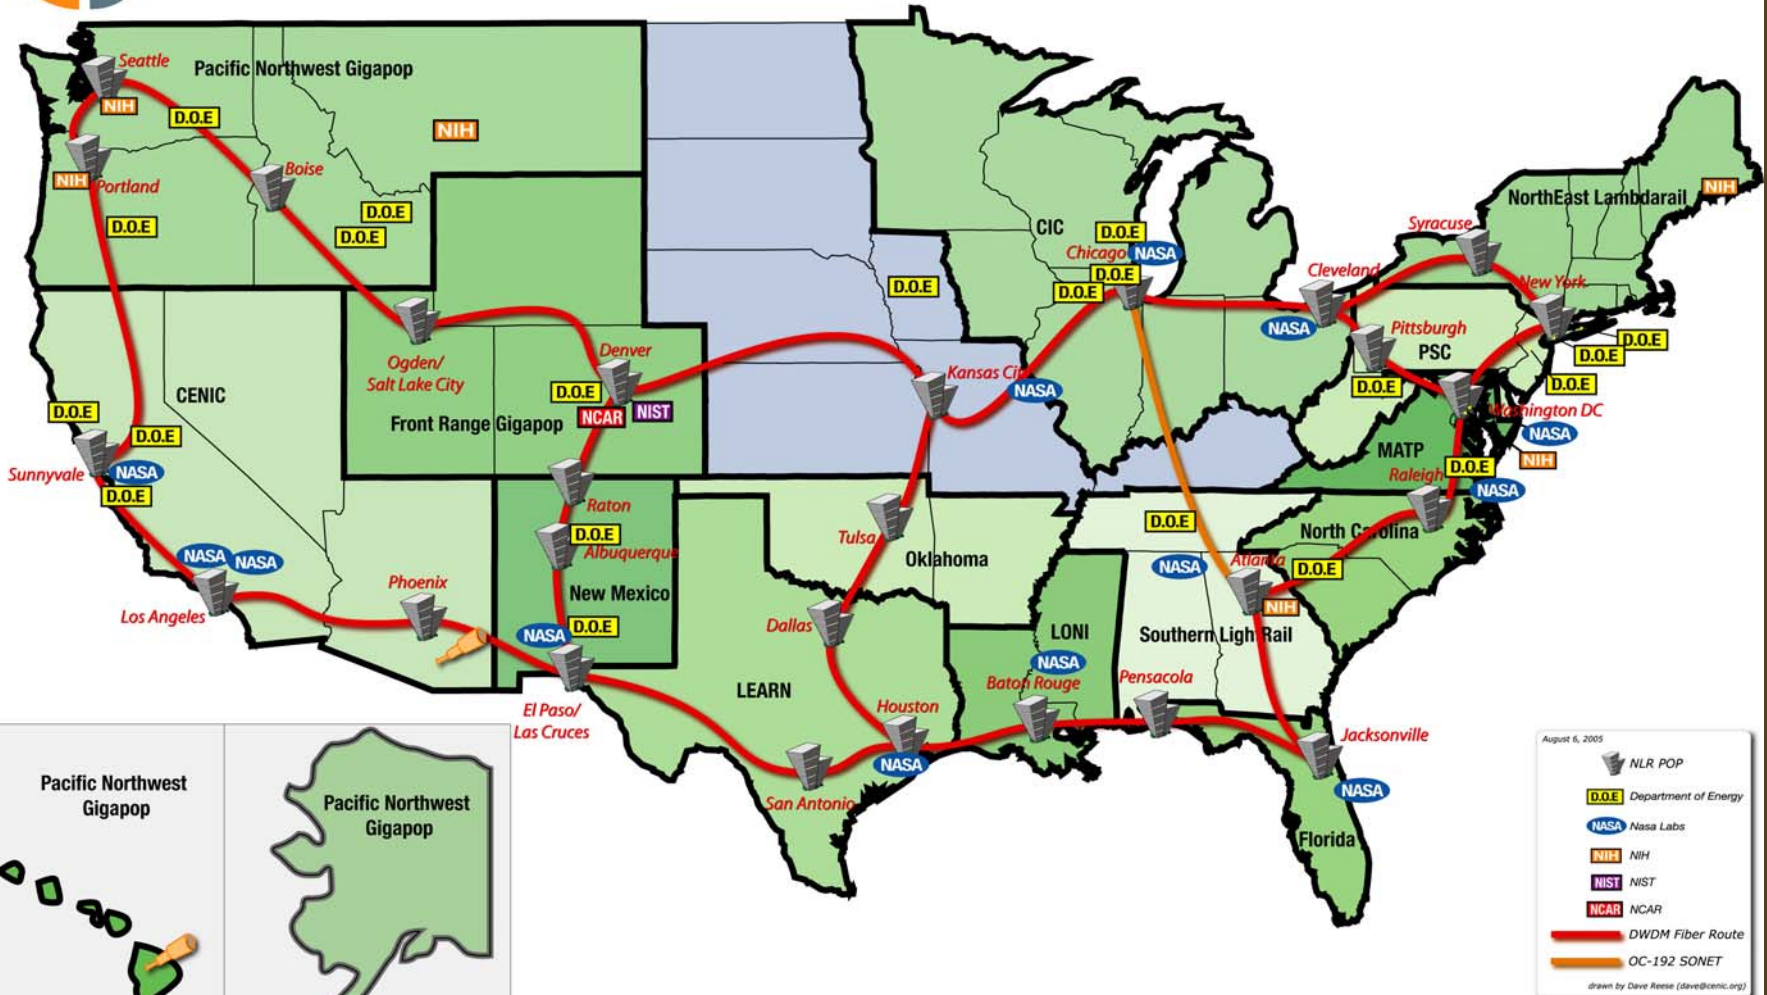 Seattle
Pacific Northwest Gigapop
NIH
D.O.E
NIH
Boise
NIH
Portland
D.O.E
D.O.E
D.O.E
NorthEast Lambdarail
NIH
Syracuse
CIC
D.O.E
Chicago
NASA
D.O.E
D.O.E
D.O.E
Cleveland
New York
NASA
Pittsburgh
PSC
D.O.E
D.O.E
D.O.E
D.O.E
Ogden/
Salt Lake City
Denver
D.O.E
NCAR
NIST
Front Range Gigapop
Kansas City
NASA
CENIC
D.O.E
D.O.E
Sunnyvale
NASA
D.O.E
Washington DC
NASA
NIH
MATP
Raleigh
D.O.E
NASA
Raton
D.O.E
Albuquerque
New Mexico
NASA
D.O.E
Tulsa
Oklahoma
D.O.E
North Carolina
NASA
Atlanta
D.O.E
NIH
Southern Light Rail
NASA
NASA
Los Angeles
Phoenix
Dallas
LONI
NASA
Baton Rouge
Pensacola
LEARN
El Paso/
Las Cruces
Houston
NASA
San Antonio
Jacksonville
NASA
Florida
Pacific Northwest
Gigapop
Pacific Northwest
Gigapop
August 6, 2005
NLR POP
D.O.E Department of Energy
NASA Nasa Labs
NIH NIH
NIST NIST
NCAR NCAR
DWDM Fiber Route
OC-192 SONET
drawn by Dave Reese (dave@cenic.org)